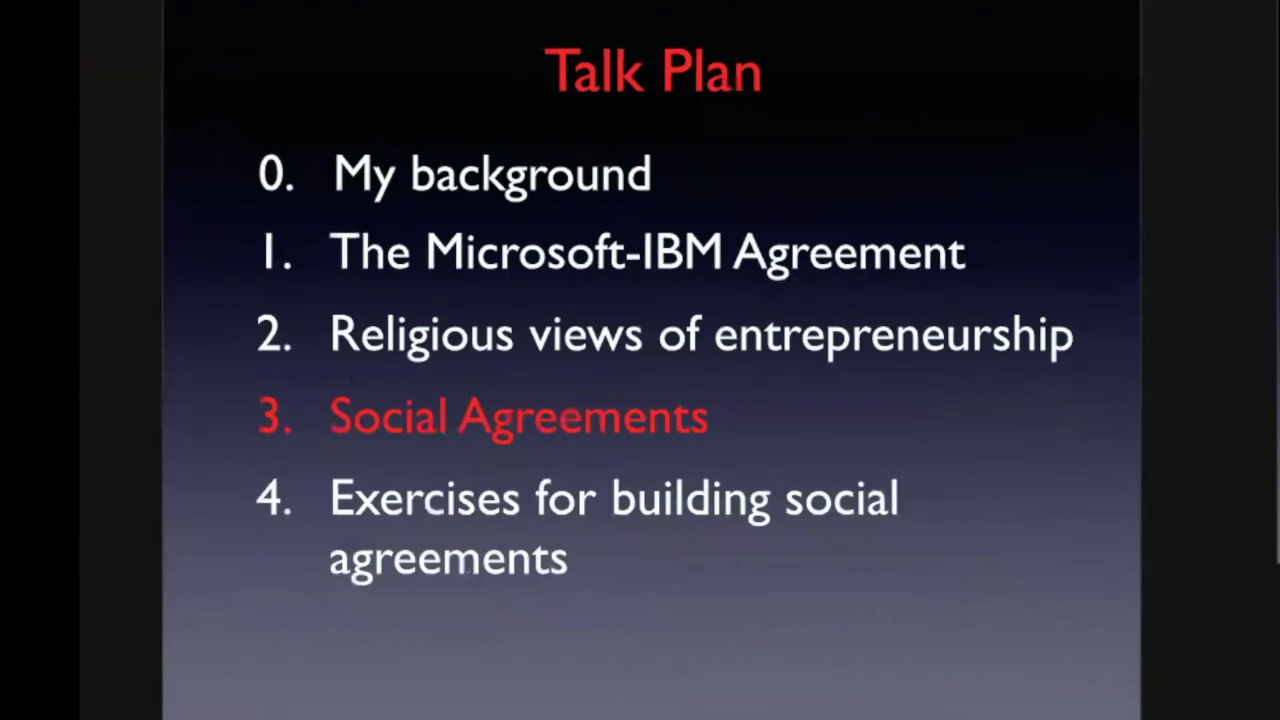 Talk Plan
0. My background
1. The Microsoft-IBM Agreement
2. Religious views of entrepreneurship
3. Social Agreements
4. Exercises for building social
agreements